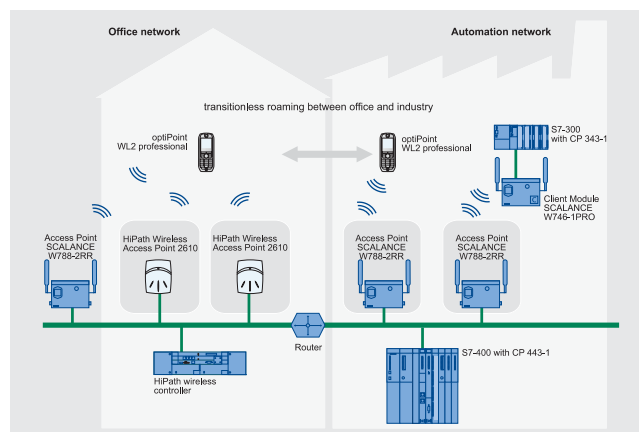 Office network
Automation network
transitionless roaming between office and industry
optiPoint
WL2 professional
optiPoint
WL2 professional
S7-300
with CP 343-1
Client Module
SCALANCE
W746-1PRO
Access Point
SCALANCE
W788-2RR
HiPath Wireless
Access Point 2610
HiPath Wireless
Access Point 2610
Access Point
SCALANCE
W788-2RR
Access Point
SCALANCE
W788-2RR
Router
HiPath wireless
controller
S7-400 with CP 443-1